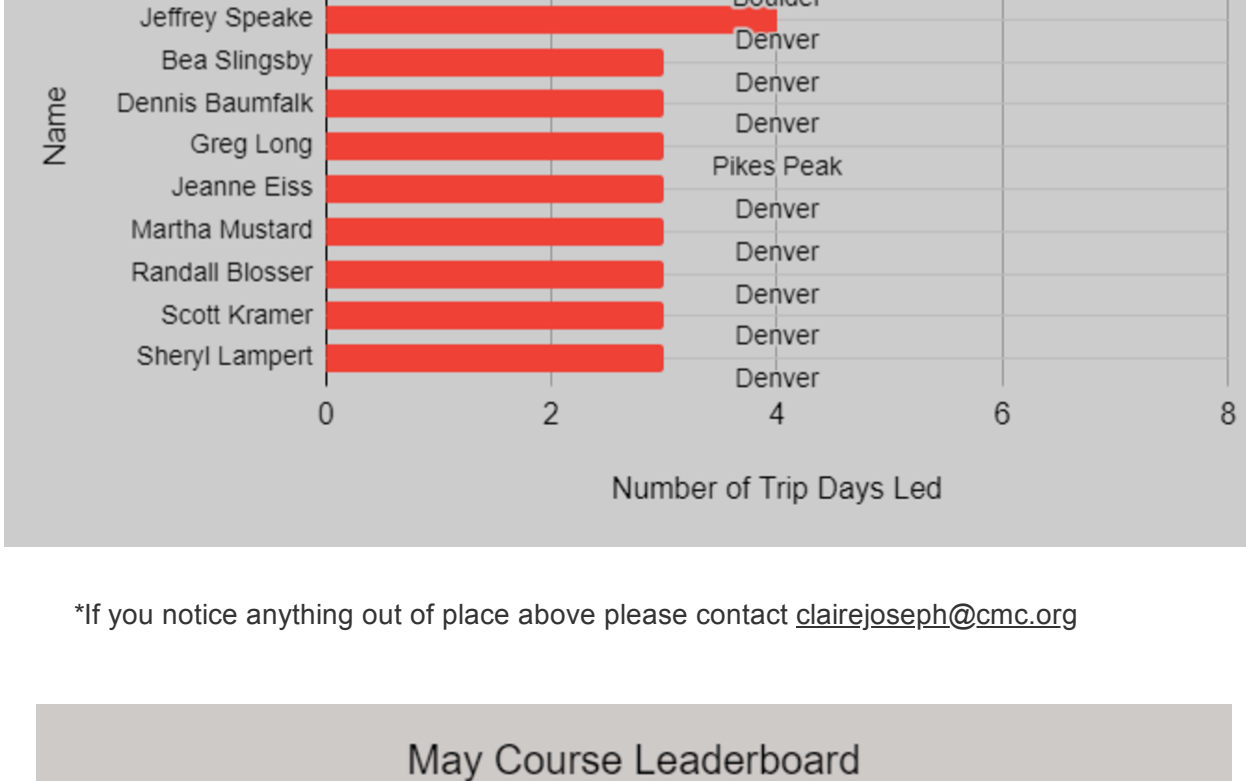 Boulder
Jeffrey Speake
Denver
Bea Slingsby
Denver
Dennis Baumfalk
Denver
Greg Long
Pikes Peak
Jeanne Eiss
Denver
Martha Mustard
Denver
Randall Blosser
Denver
Scott Kramer
Denver
Sheryl Lampert
Denver
Name
0 2 4 6 8
Number of Trip Days Led
*If you notice anything out of place above please contact clairejoseph@cmc.org
May Course Leaderboard